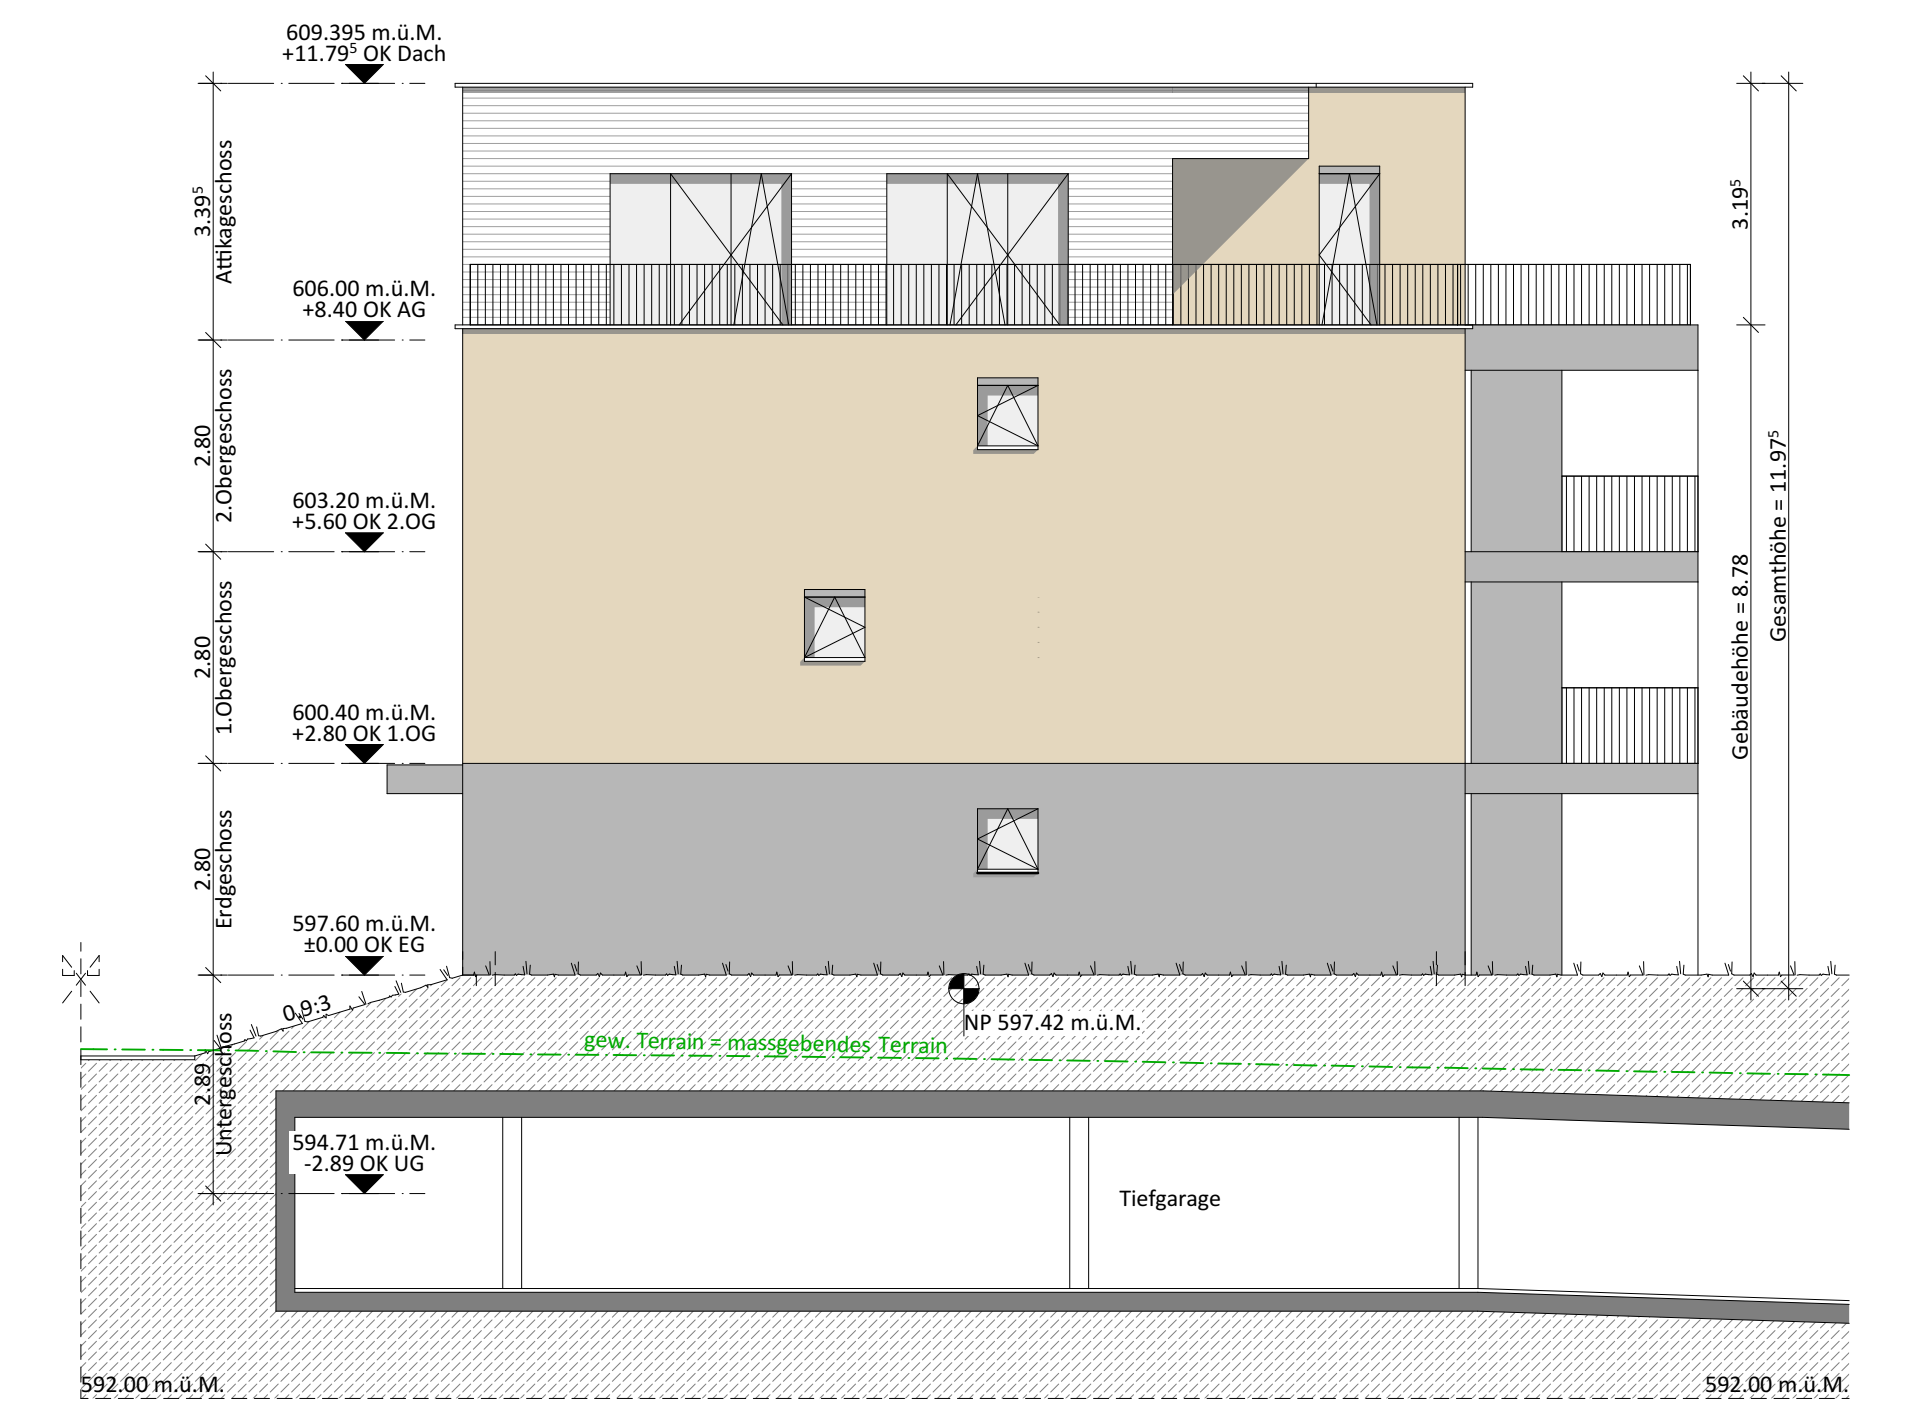 609.395 m.ü.M.
+11.79⁵ OK Dach
3.39⁵
Attikageschoss
3.19⁵
606.00 m.ü.M.
+8.40 OK AG
2.80
2.Obergeschoss
603.20 m.ü.M.
+5.60 OK 2.OG
Gesamthöhe = 11.97⁵
Gebäudehöhe = 8.78
2.80
1.Obergeschoss
600.40 m.ü.M.
+2.80 OK 1.OG
2.80
Erdgeschoss
597.60 m.ü.M.
±0.00 OK EG
0.9:3
NP 597.42 m.ü.M.
gew. Terrain = massgebendes Terrain
2.89
Untergeschoss
594.71 m.ü.M.
-2.89 OK UG
Tiefgarage
592.00 m.ü.M.
592.00 m.ü.M.